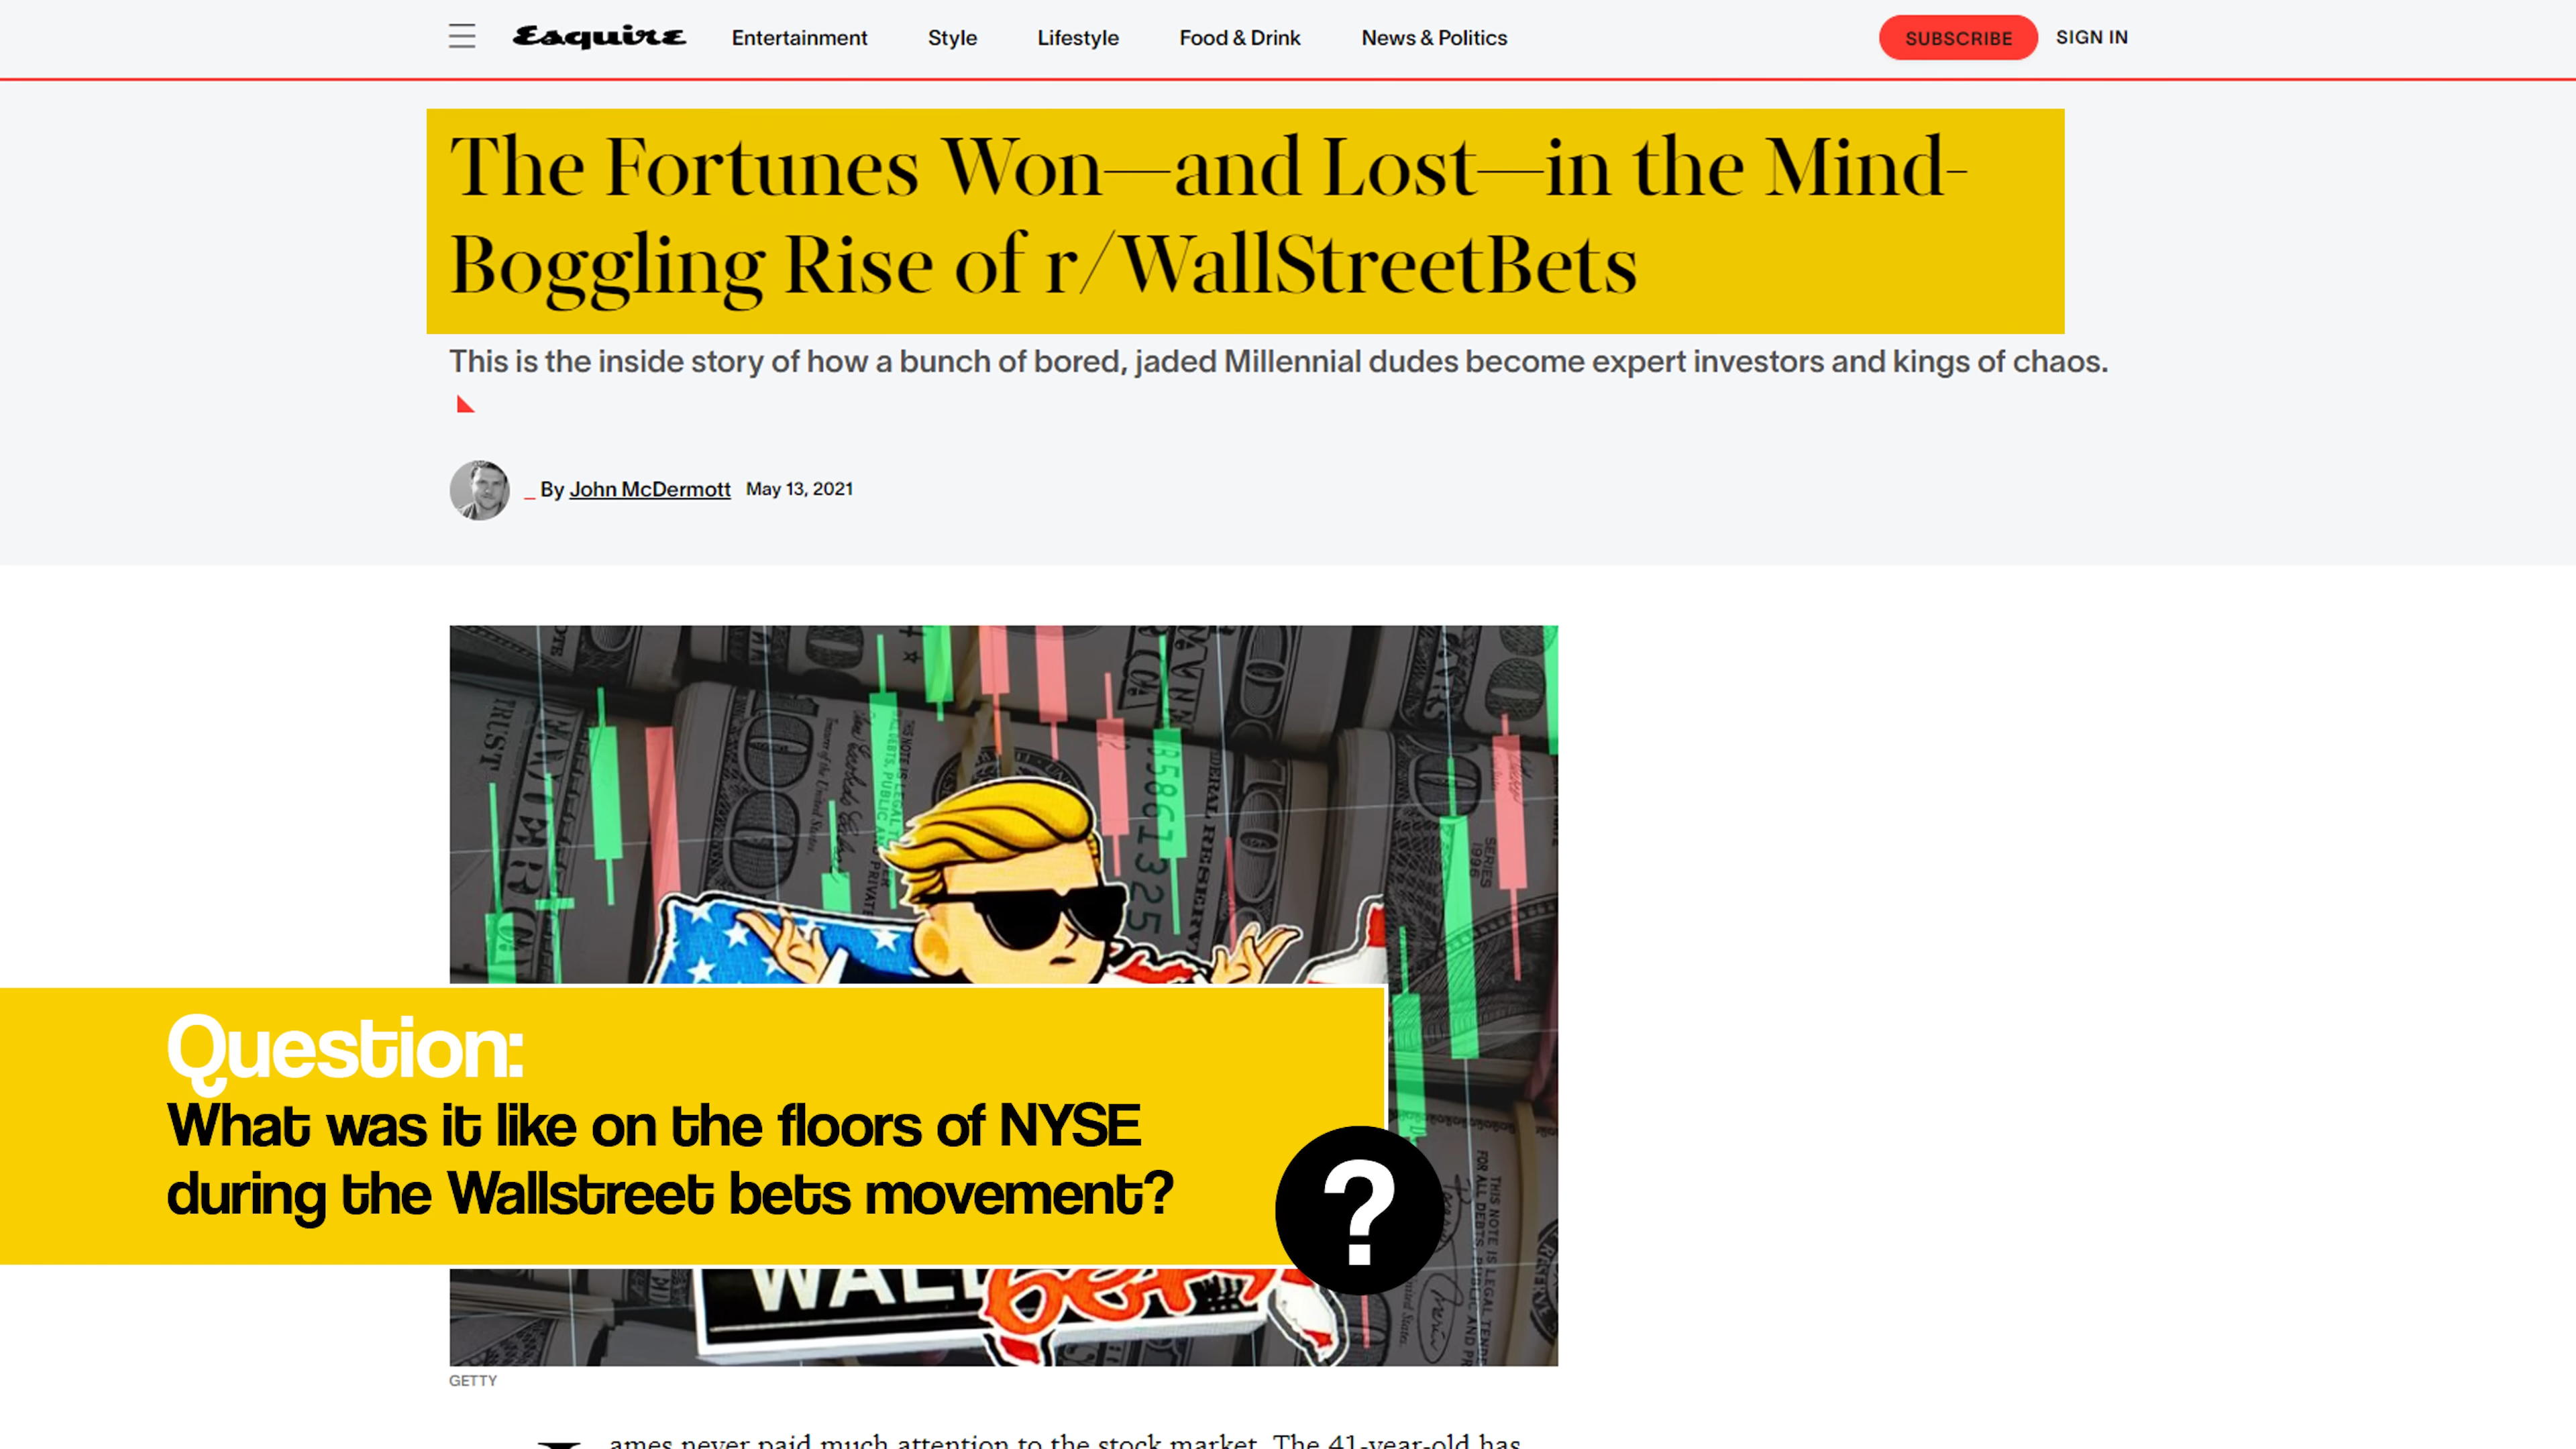 Esquire Entertainment Style Lifestyle Food & Drink News & Politics SUBSCRIBE SIGN IN
The Fortunes Won—and Lost—in the Mind-
Boggling Rise of r/WallStreetBets
This is the inside story of how a bunch of bored, jaded Millennial dudes become expert investors and kings of chaos.
_ By John McDermott May 13, 2021
Question:
What was it like on the floors of NYSE
during the Wallstreet bets movement?
?
WALL
bets
GETTY
ames never paid much attention to the stock market. The 41-year-old has